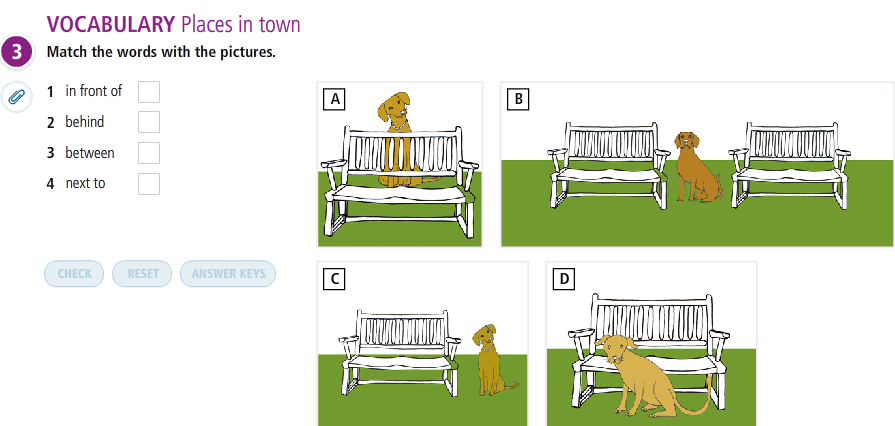 VOCABULARY Places in town
3 Match the words with the pictures.
1 in front of
2 behind
3 between
4 next to
CHECK RESET ANSWER KEYS
A
B
C
D